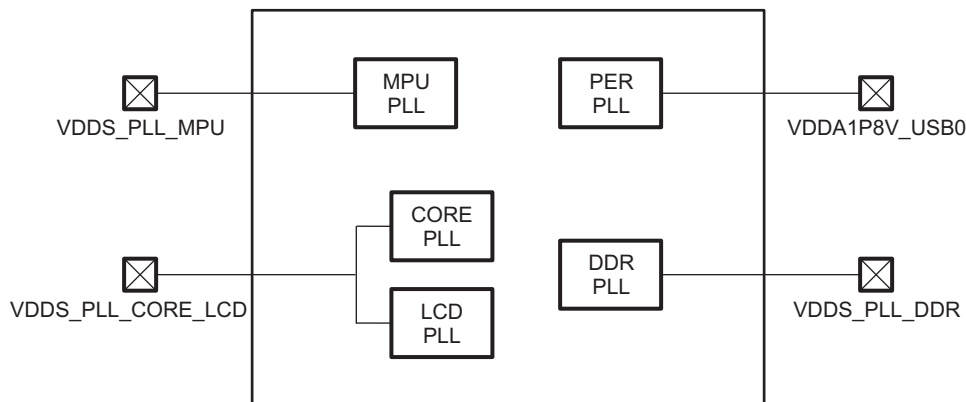 MPU
PLL
PER
PLL
VDDS_PLL_MPU
VDDA1P8V_USB0
CORE
PLL
DDR
PLL
VDDS_PLL_CORE_LCD
LCD
PLL
VDDS_PLL_DDR